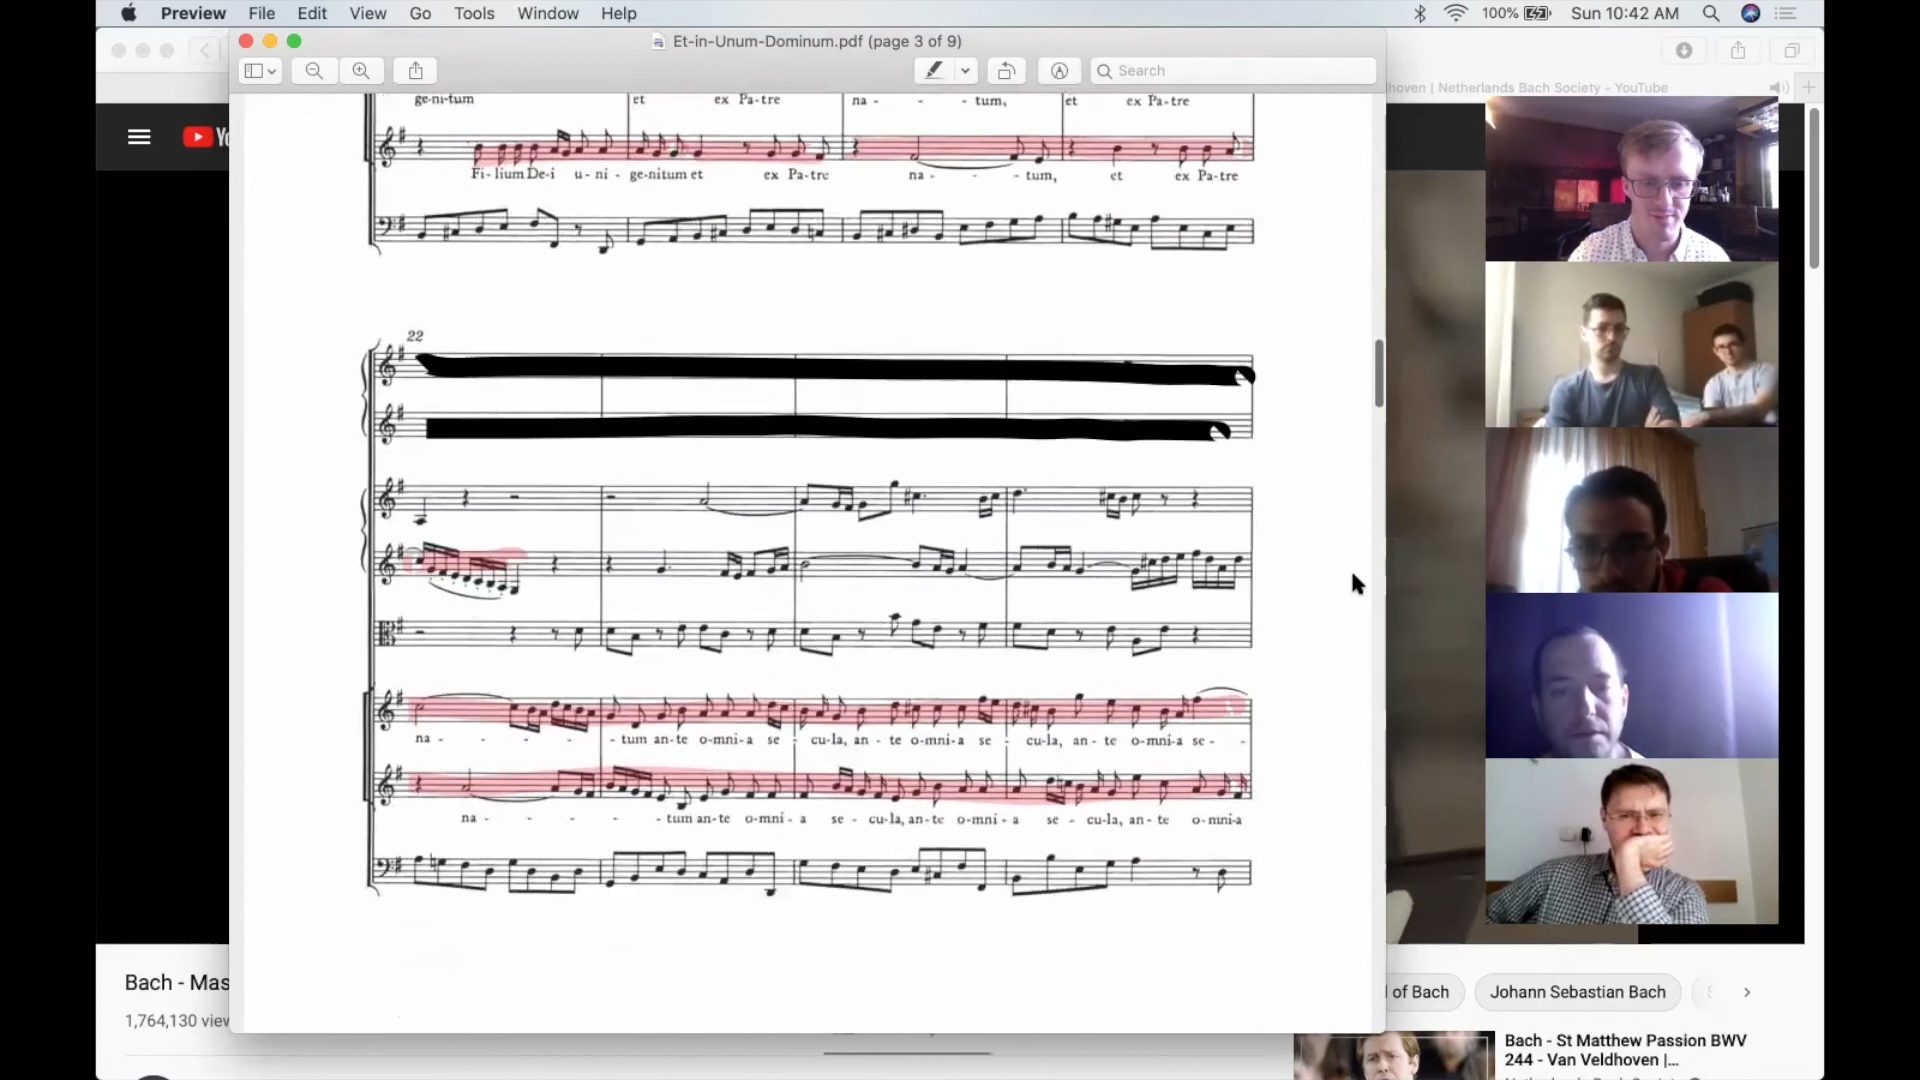 Preview File Edit View Go Tools Window Help
100% Sun 10:42 AM
Et-in-Unum-Dominum.pdf (page 3 of 9)
Search
hoven | Netherlands Bach Society - YouTube
ge-ni-tum et ex Pa-tre na - - tum, et ex Pa-tre
Fi-lium De-i u-ni - ge-nitum et ex Pa-tre na - - tum, et ex Pa-tre
22
na - - - - - tum an-te o-mni-a se - cu-la, an - te o-mni-a se - cu-la, an - te o-mni-a se - -
na - - - - - tum an-te o-mni - a se - cu-la, an-te o-mni - a se - cu-la, an - te o-mni-a
Bach - Mas
1,764,130 view
l of Bach Johann Sebastian Bach
Bach - St Matthew Passion BWV
244 - Van Veldhoven |...